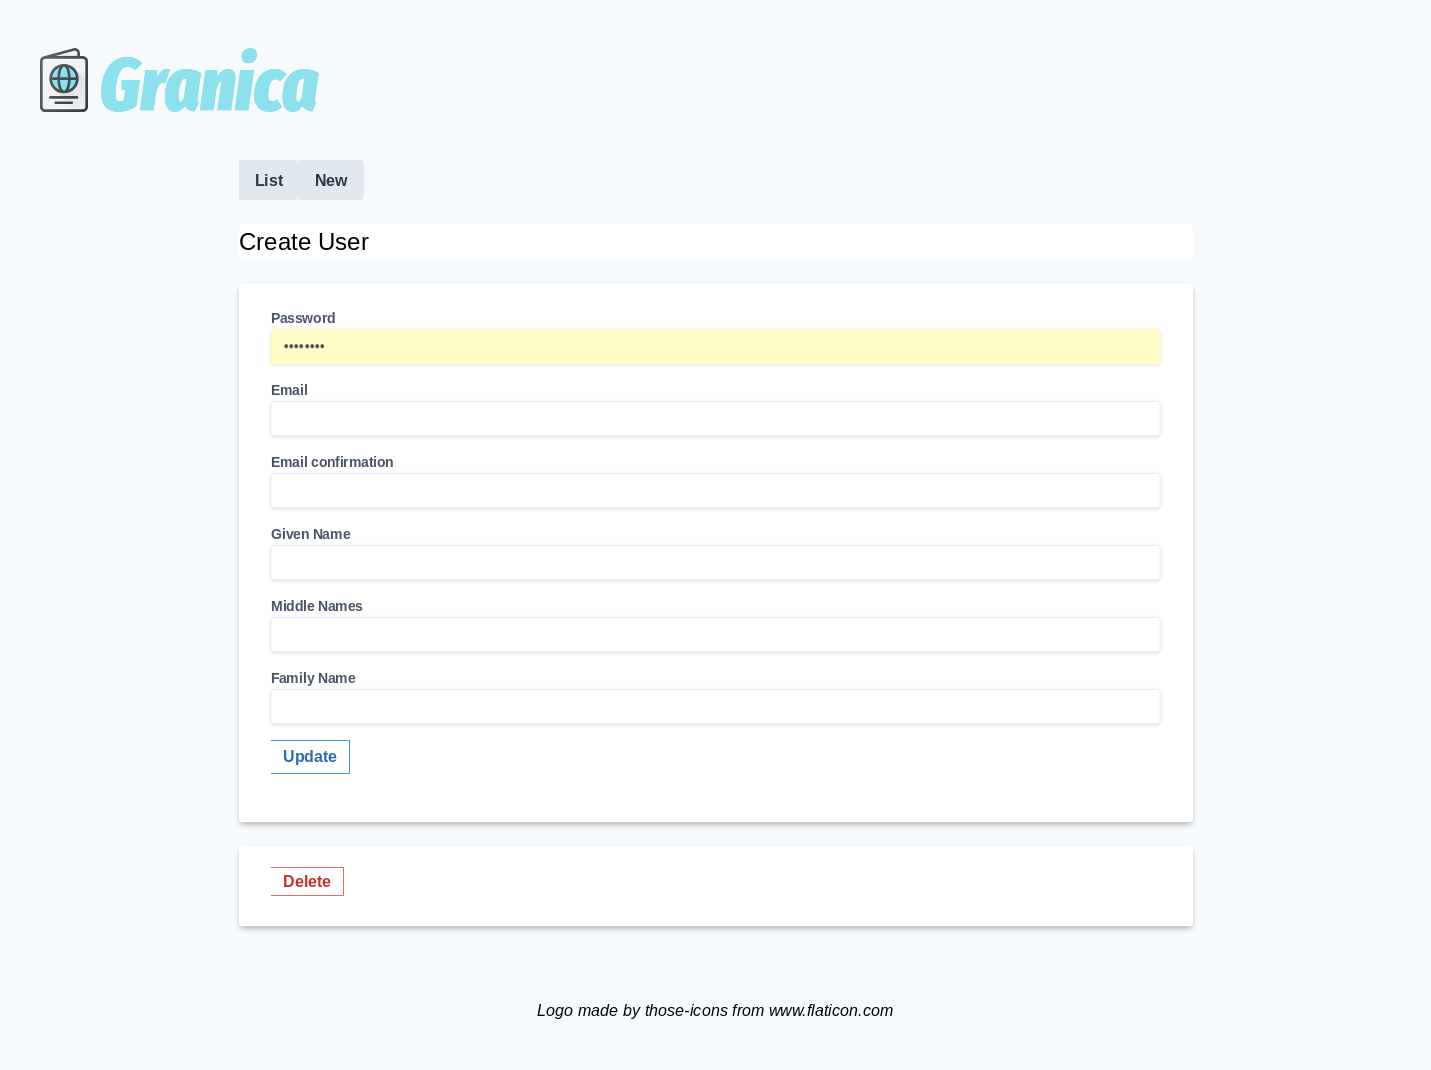 Granica
List New
Create User
Password
••••••••
Email
Email confirmation
Given Name
Middle Names
Family Name
Update
Delete
Logo made by those-icons from www.flaticon.com